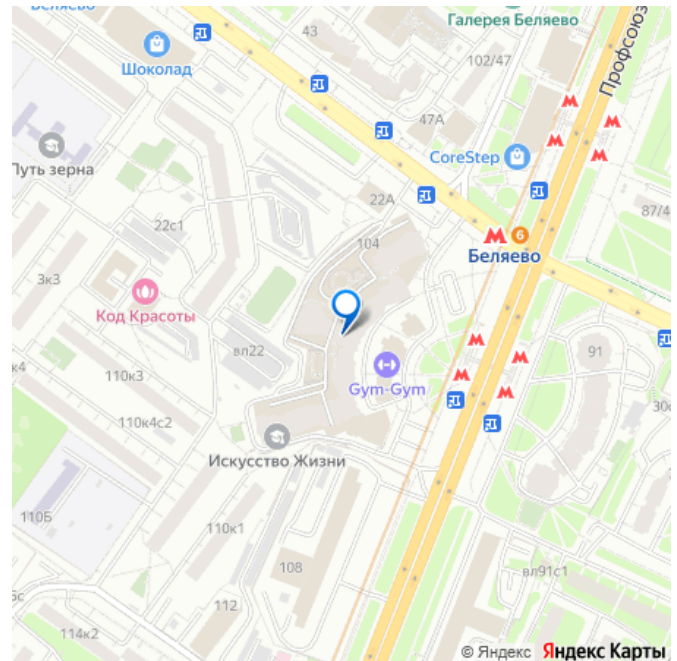 Беляево
Галерея Беляево
43
Шоколад
102/47
Профсоюз
47А
CoreStep
Путь зерна
22А
87/4
22с1
104
М 6
Беляево
3к3
Код Красоты
91
вл22
к4
110к3
Gym-Gym
30с
110к4с2
Искусство Жизни
110Б
110к1
108
вл91с1
5с
112
114к2
© Яндекс Яндекс Карты